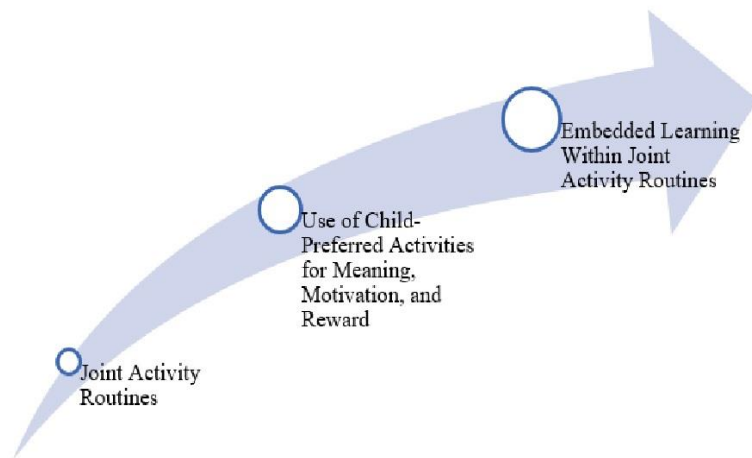 Embedded Learning
Within Joint
Activity Routines
Use of Child-
Preferred Activities
for Meaning,
Motivation, and
Reward
Joint Activity
Routines